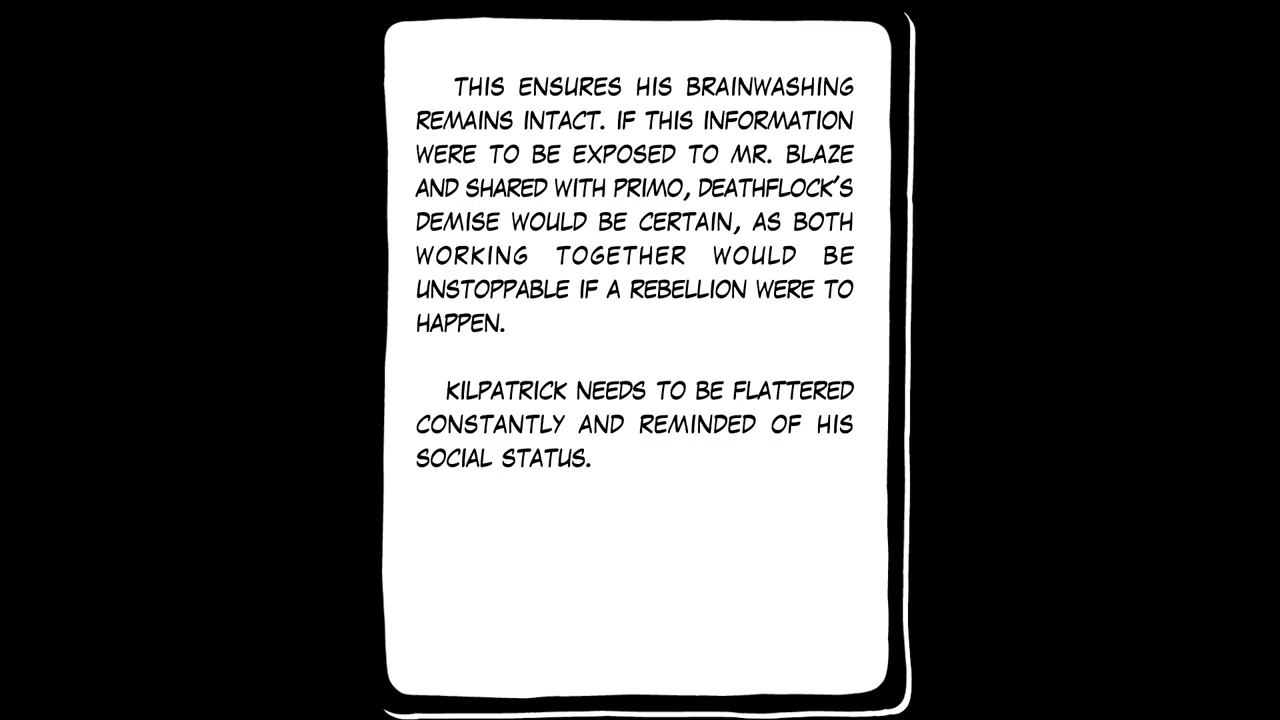 THIS ENSURES HIS BRAINWASHING
REMAINS INTACT. IF THIS INFORMATION
WERE TO BE EXPOSED TO MR. BLAZE
AND SHARED WITH PRIMO, DEATHFLOCK'S
DEMISE WOULD BE CERTAIN, AS BOTH
WORKING TOGETHER WOULD BE
UNSTOPPABLE IF A REBELLION WERE TO
HAPPEN.
KILPATRICK NEEDS TO BE FLATTERED
CONSTANTLY AND REMINDED OF HIS
SOCIAL STATUS.